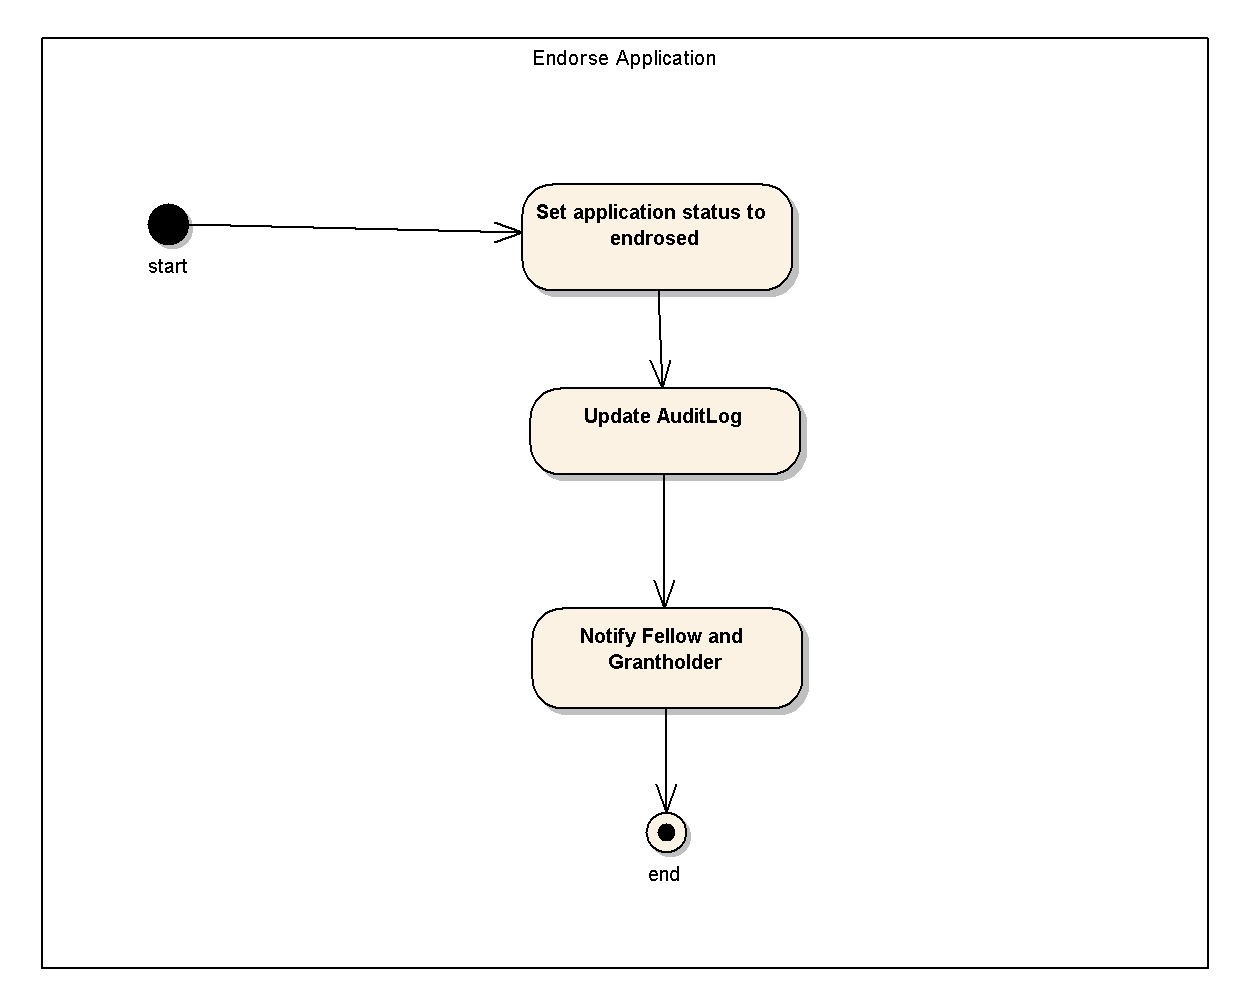 Endorse Application
start
Set application status to
endrosed
Update AuditLog
Notify Fellow and
Grantholder
end